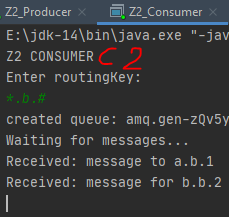 Z2_Producer Z2_Consumer
E:\jdk-14\bin\java.exe "-jav
Z2 CONSUMER C2
Enter routingKey:
*.b.#
created queue: amq.gen-zQv5y
Waiting for messages...
Received: message to a.b.1
Received: message for b.b.2